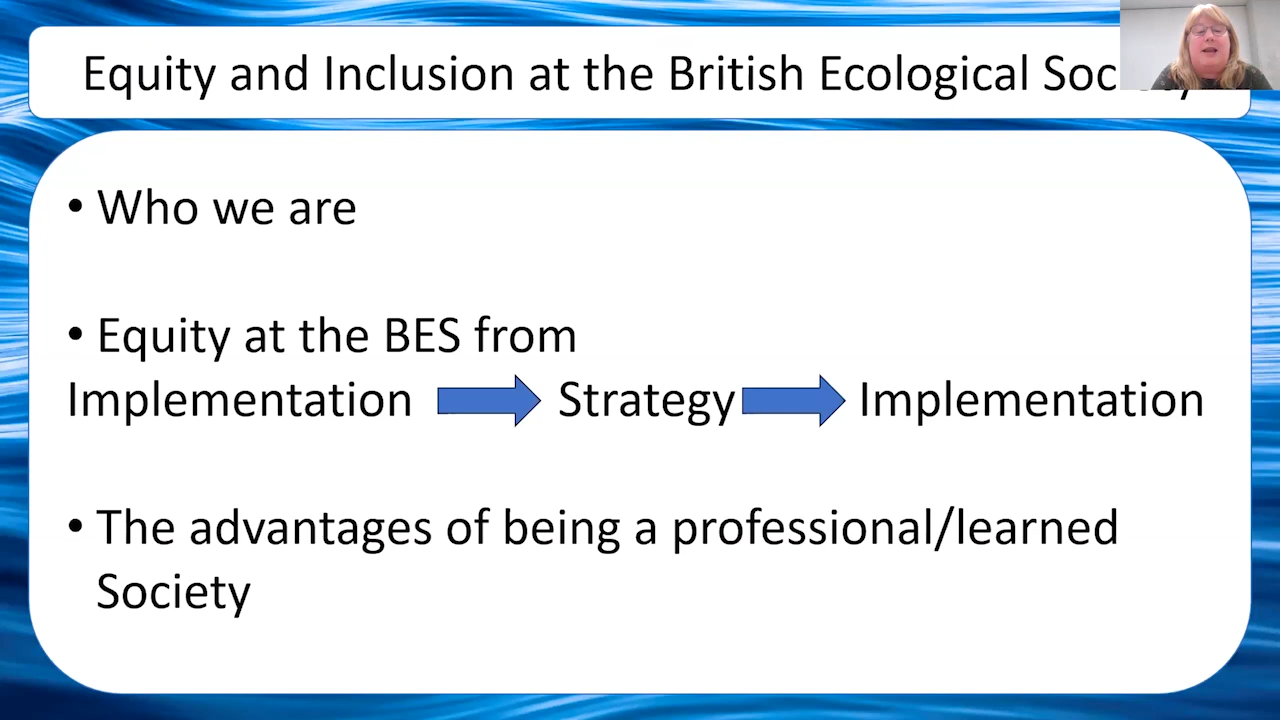 Equity and Inclusion at the British Ecological
• Who we are
• Equity at the BES from
Implementation Strategy Implementation
• The advantages of being a professional/learned
Society